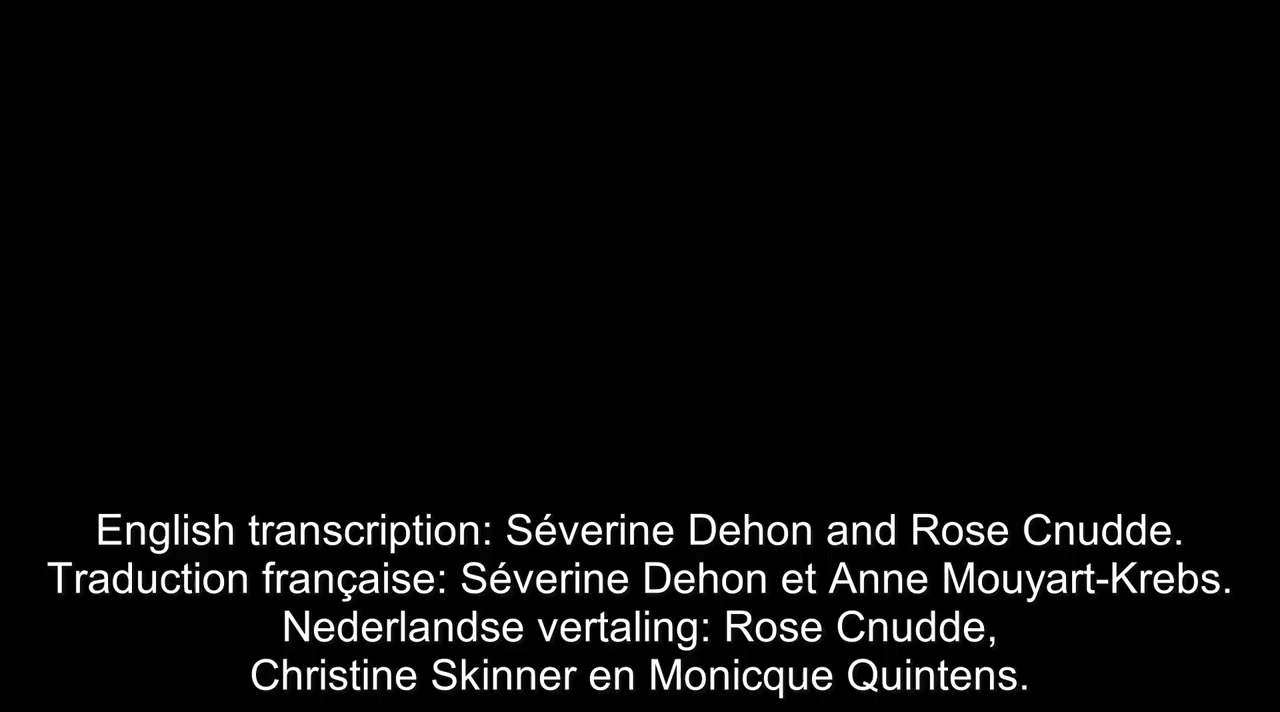 English transcription: Séverine Dehon and Rose Cnudde.
Traduction française: Séverine Dehon et Anne Mouyart-Krebs.
Nederlandse vertaling: Rose Cnudde,
Christine Skinner en Monicque Quintens.